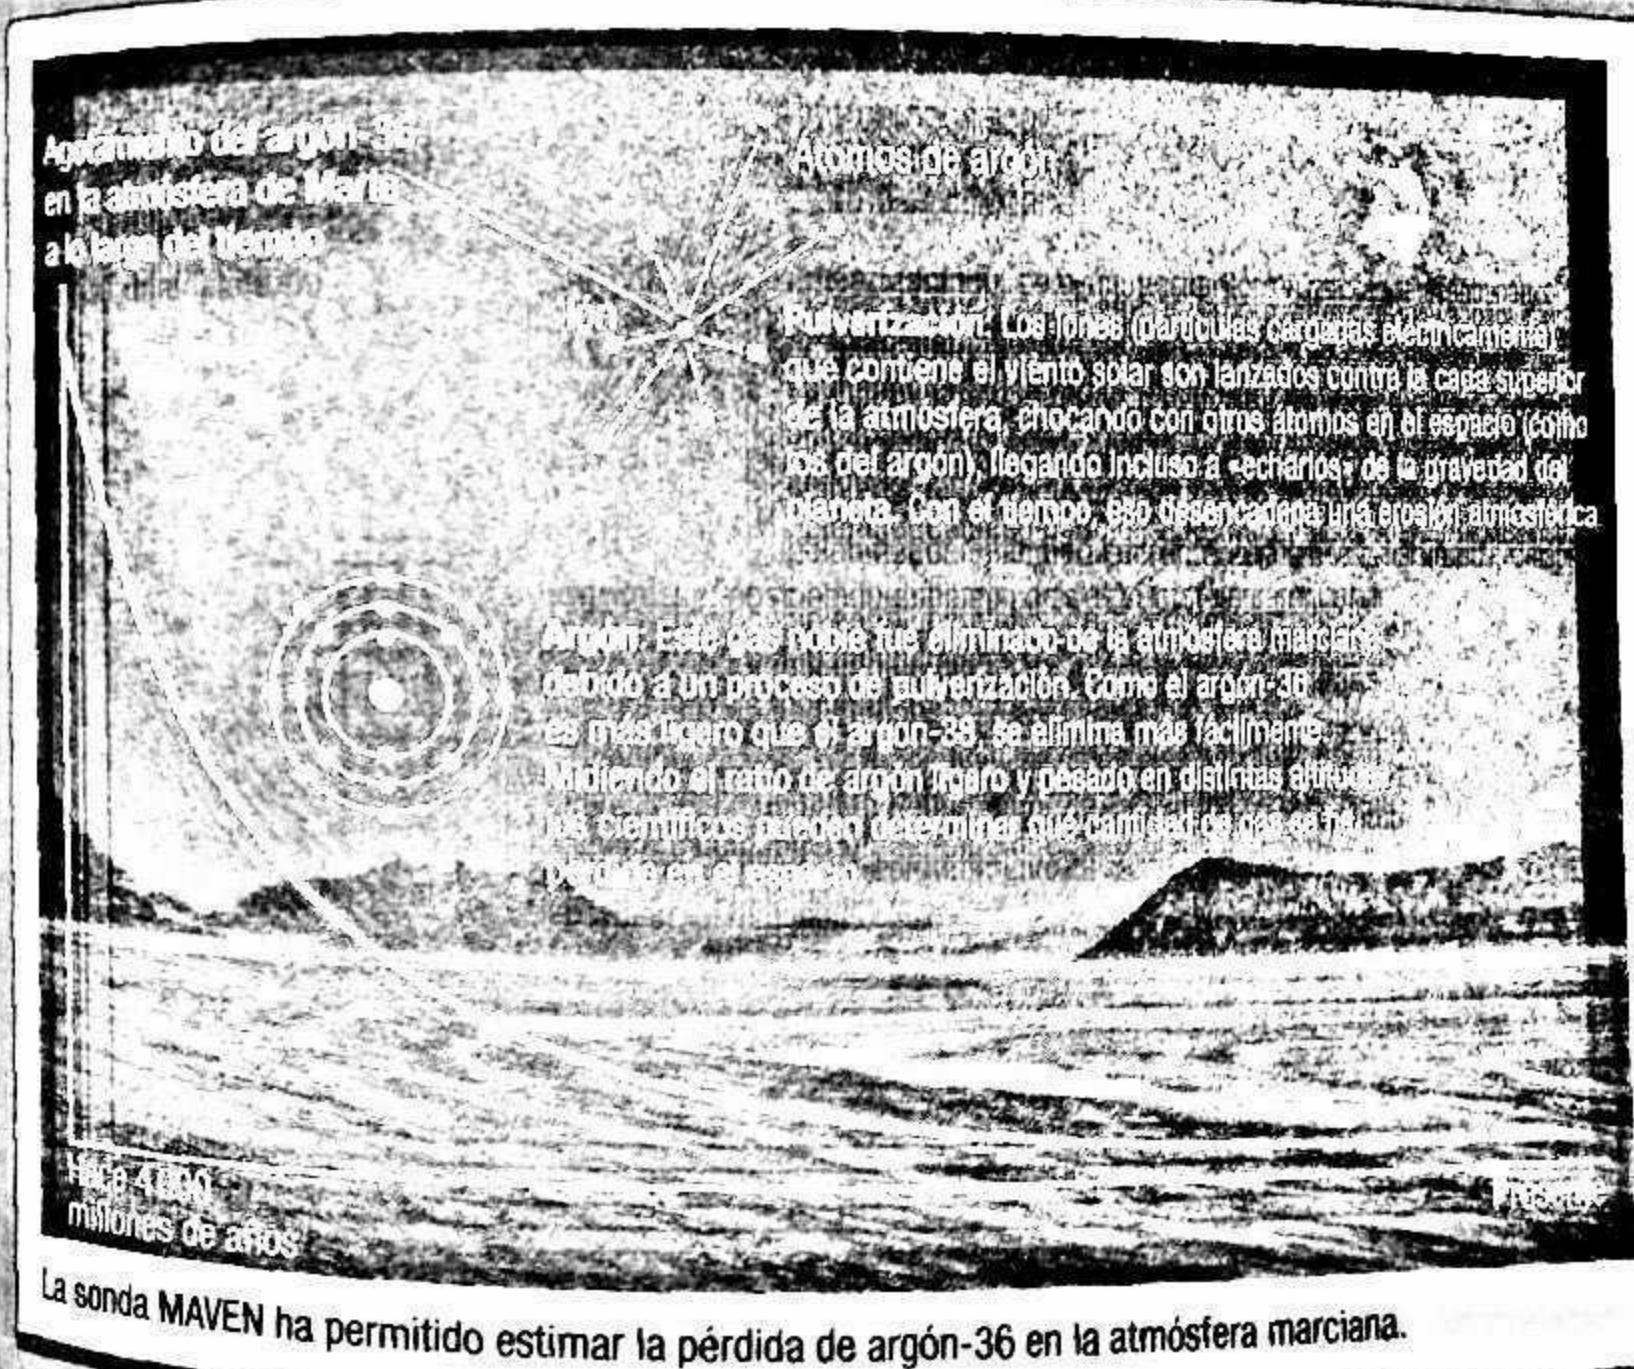 Agotamiento del argón-36
en la atmósfera de Marte
a lo largo del tiempo
Átomos de argón
Ión
Pulverización. Los iones (partículas cargadas eléctricamente)
que contiene el viento solar son lanzados contra la capa superior
de la atmósfera, chocando con otros átomos en el espacio (como
los del argón), llegando incluso a «echarlos» de la gravedad del
planeta. Con el tiempo, eso desencadena una erosión atmosférica
Argón. Este gas noble fue eliminado de la atmósfera marciana
debido a un proceso de pulverización. Como el argón-36
es más ligero que el argón-38, se elimina más fácilmente.
Midiendo el ratio de argón ligero y pesado en distintas altitudes
los científicos pueden determinar qué cantidad de gas se ha
perdido en el espacio.
Hace 4.000
millones de años
Presente
La sonda MAVEN ha permitido estimar la pérdida de argón-36 en la atmósfera marciana.